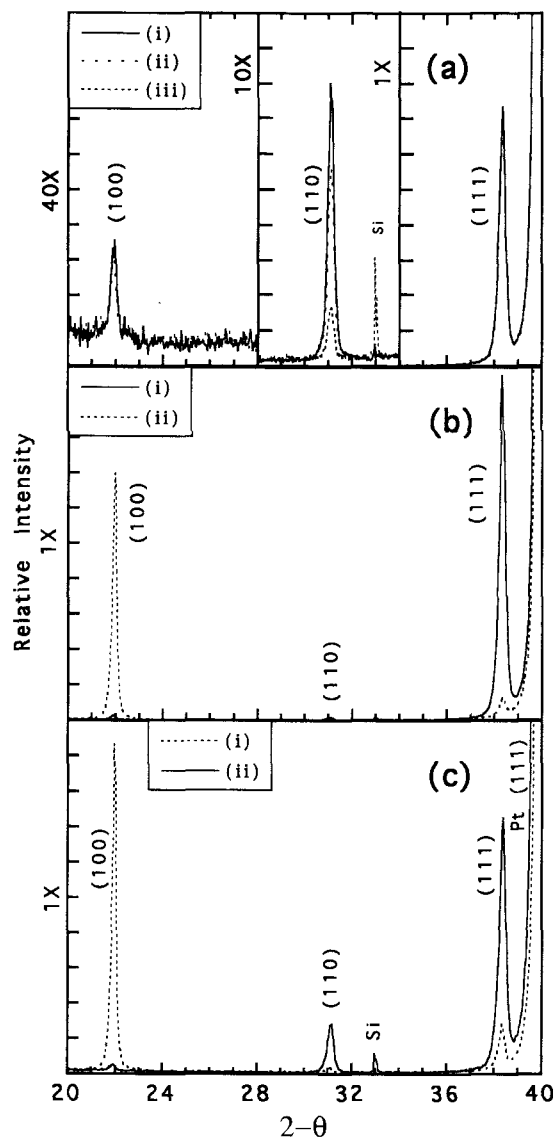 (i)
(ii)
(iii)
(a)
40X
10X
1X
(100)
(110)
Si
(111)
(i)
(ii)
(b)
1X
(100)
(110)
(111)
Relative Intensity
(i)
(ii)
(c)
1X
(100)
(110)
Si
(111)
Pt (111)
20 24 28 32 36 40
2-θ